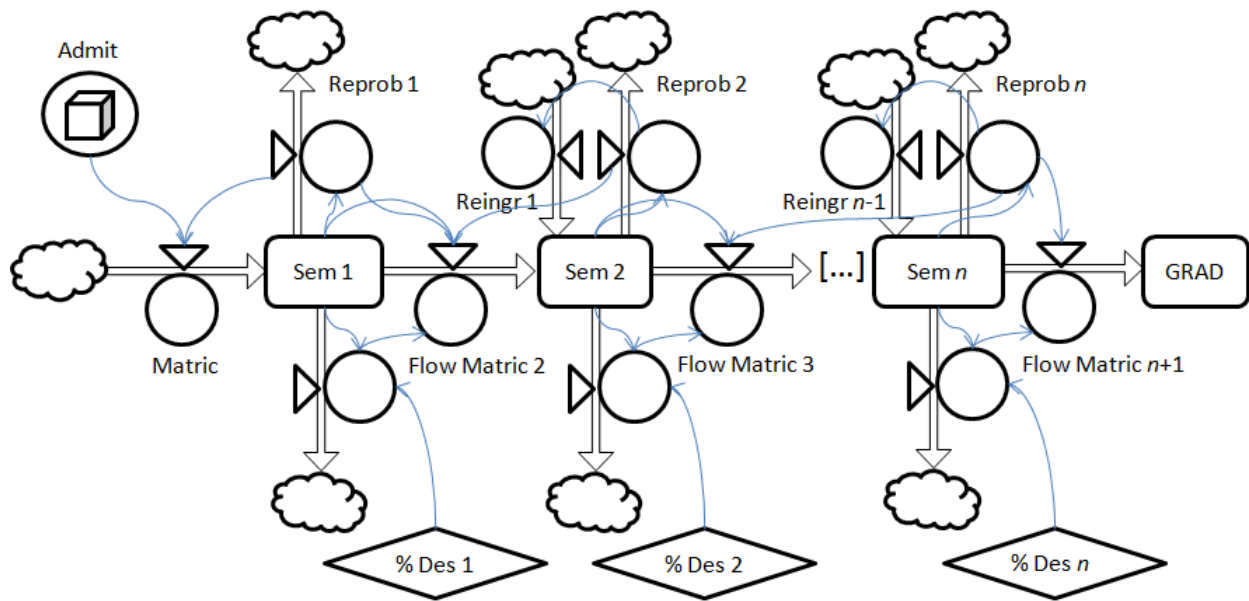 Admit
Reprob 1
Reprob 2
Reprob n
Reingr 1
Reingr n-1
Sem 1
Sem 2
[...]
Sem n
GRAD
Matric
Flow Matric 2
Flow Matric 3
Flow Matric n+1
% Des 1
% Des 2
% Des n